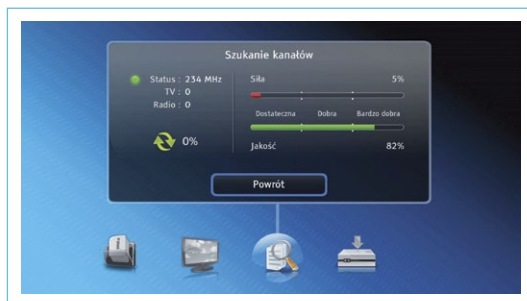 Szukanie kanałów
Status : 234 MHz
TV : 0
Radio : 0
0%
Siła 5%
Dostateczna Dobra Bardzo dobra
Jakość 82%
Powrót